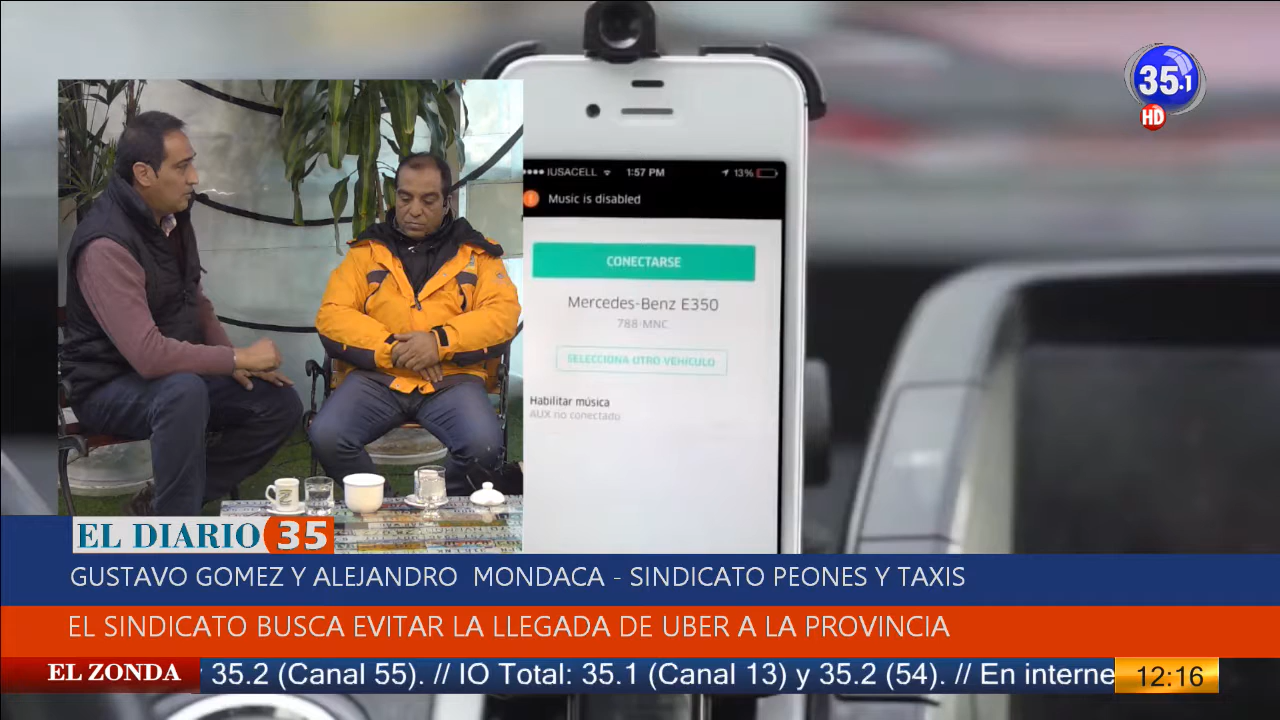 35.1
HD
IUSACELL 1:57 PM 13%
Music is disabled
CONECTARSE
Mercedes-Benz E350
788-MNC
SELECCIONA OTRO VEHÍCULO
Habilitar música
AUX no conectado
EL DIARIO 35
GUSTAVO GOMEZ Y ALEJANDRO MONDACA - SINDICATO PEONES Y TAXIS
EL SINDICATO BUSCA EVITAR LA LLEGADA DE UBER A LA PROVINCIA
EL ZONDA 35.2 (Canal 55). // IO Total: 35.1 (Canal 13) y 35.2 (54). // En interne 12:16